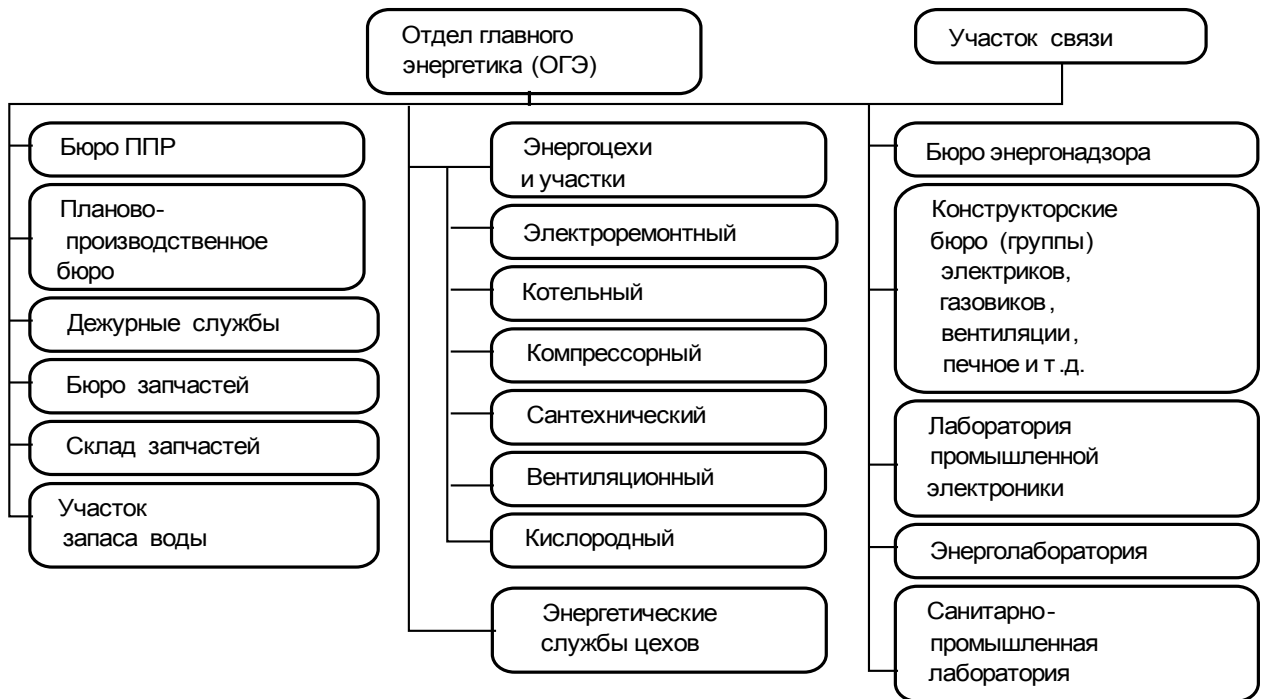 Отдел главного
энергетика (ОГЭ)
Участок связи
Бюро ППР
Планово-
производственное
бюро
Дежурные службы
Бюро запчастей
Склад запчастей
Участок
запаса воды
Энергоцехи
и участки
Электроремонтный
Котельный
Компрессорный
Сантехнический
Вентиляционный
Кислородный
Энергетические
службы цехов
Бюро энергонадзора
Конструкторские
бюро (группы)
электриков,
газовиков,
вентиляции,
печное и т.д.
Лаборатория
промышленной
электроники
Энерголаборатория
Санитарно-
промышленная
лаборатория